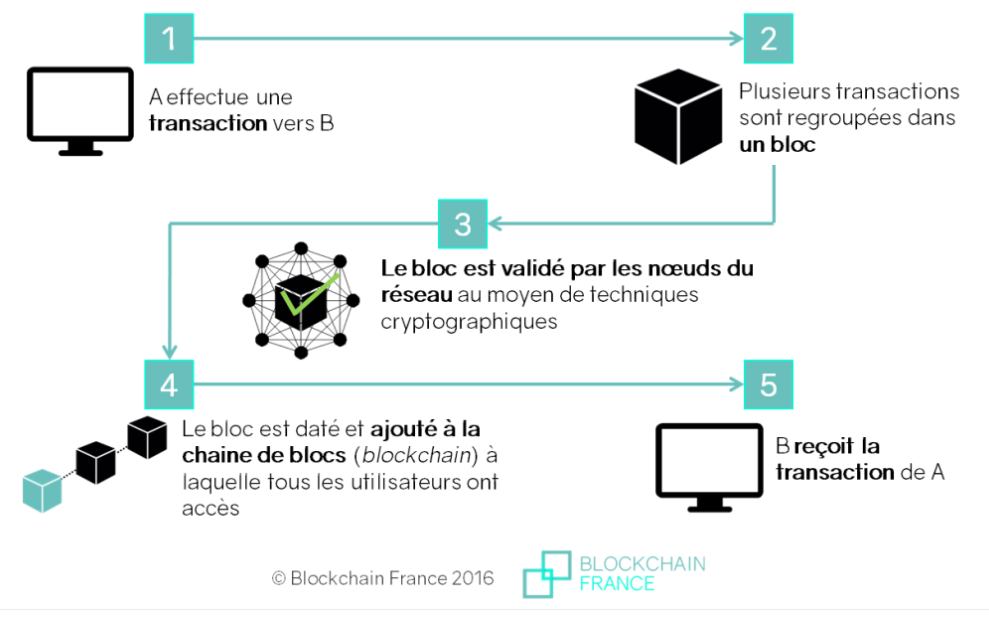 1
2
A effectue une
transaction vers B
Plusieurs transactions
sont regroupées dans
un bloc
3
Le bloc est validé par les nœuds du
réseau au moyen de techniques
cryptographiques
4
5
Le bloc est daté et ajouté à la
chaine de blocs (blockchain) à
laquelle tous les utilisateurs ont
accès
B reçoit la
transaction de A
© Blockchain France 2016
BLOCKCHAIN
FRANCE